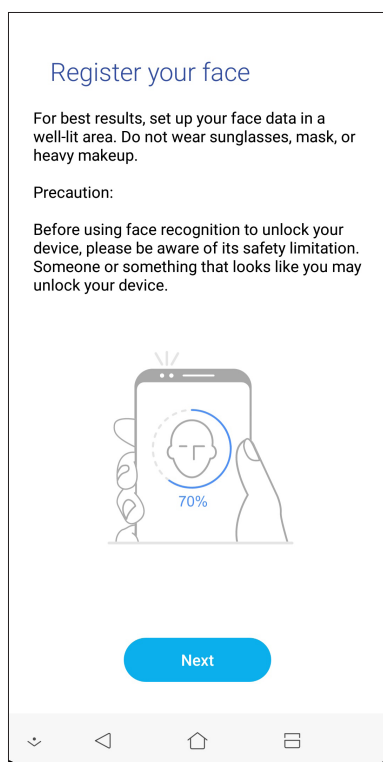 Register your face
For best results, set up your face data in a
well-lit area. Do not wear sunglasses, mask, or
heavy makeup.
Precaution:
Before using face recognition to unlock your
device, please be aware of its safety limitation.
Someone or something that looks like you may
unlock your device.
70%
Next